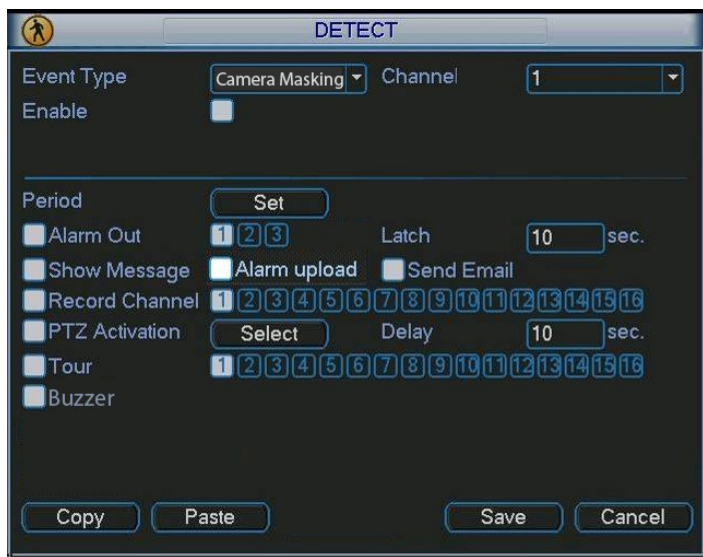 DETECT
Event Type Camera Masking Channel 1
Enable
Period Set
Alarm Out 1 2 3 Latch 10 sec.
Show Message Alarm upload Send Email
Record Channel 1 2 3 4 5 6 7 8 9 10 11 12 13 14 15 16
PTZ Activation Select Delay 10 sec.
Tour 1 2 3 4 5 6 7 8 9 10 11 12 13 14 15 16
Buzzer
Copy Paste Save Cancel